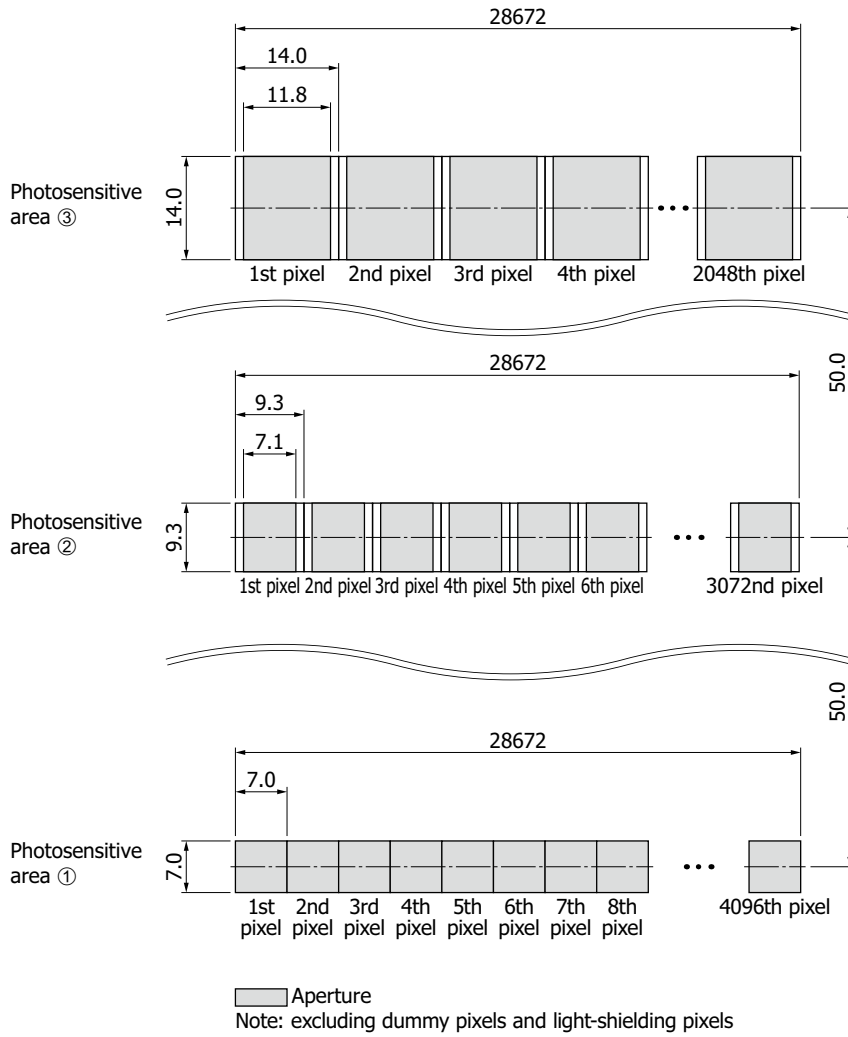 28672
14.0
11.8
Photosensitive
area ③
14.0
1st pixel 2nd pixel 3rd pixel 4th pixel 2048th pixel
50.0
28672
9.3
7.1
Photosensitive
area ②
9.3
1st pixel 2nd pixel 3rd pixel 4th pixel 5th pixel 6th pixel 3072nd pixel
50.0
28672
7.0
Photosensitive
area ①
7.0
1st pixel 2nd pixel 3rd pixel 4th pixel 5th pixel 6th pixel 7th pixel 8th pixel 4096th pixel
Aperture
Note: excluding dummy pixels and light-shielding pixels